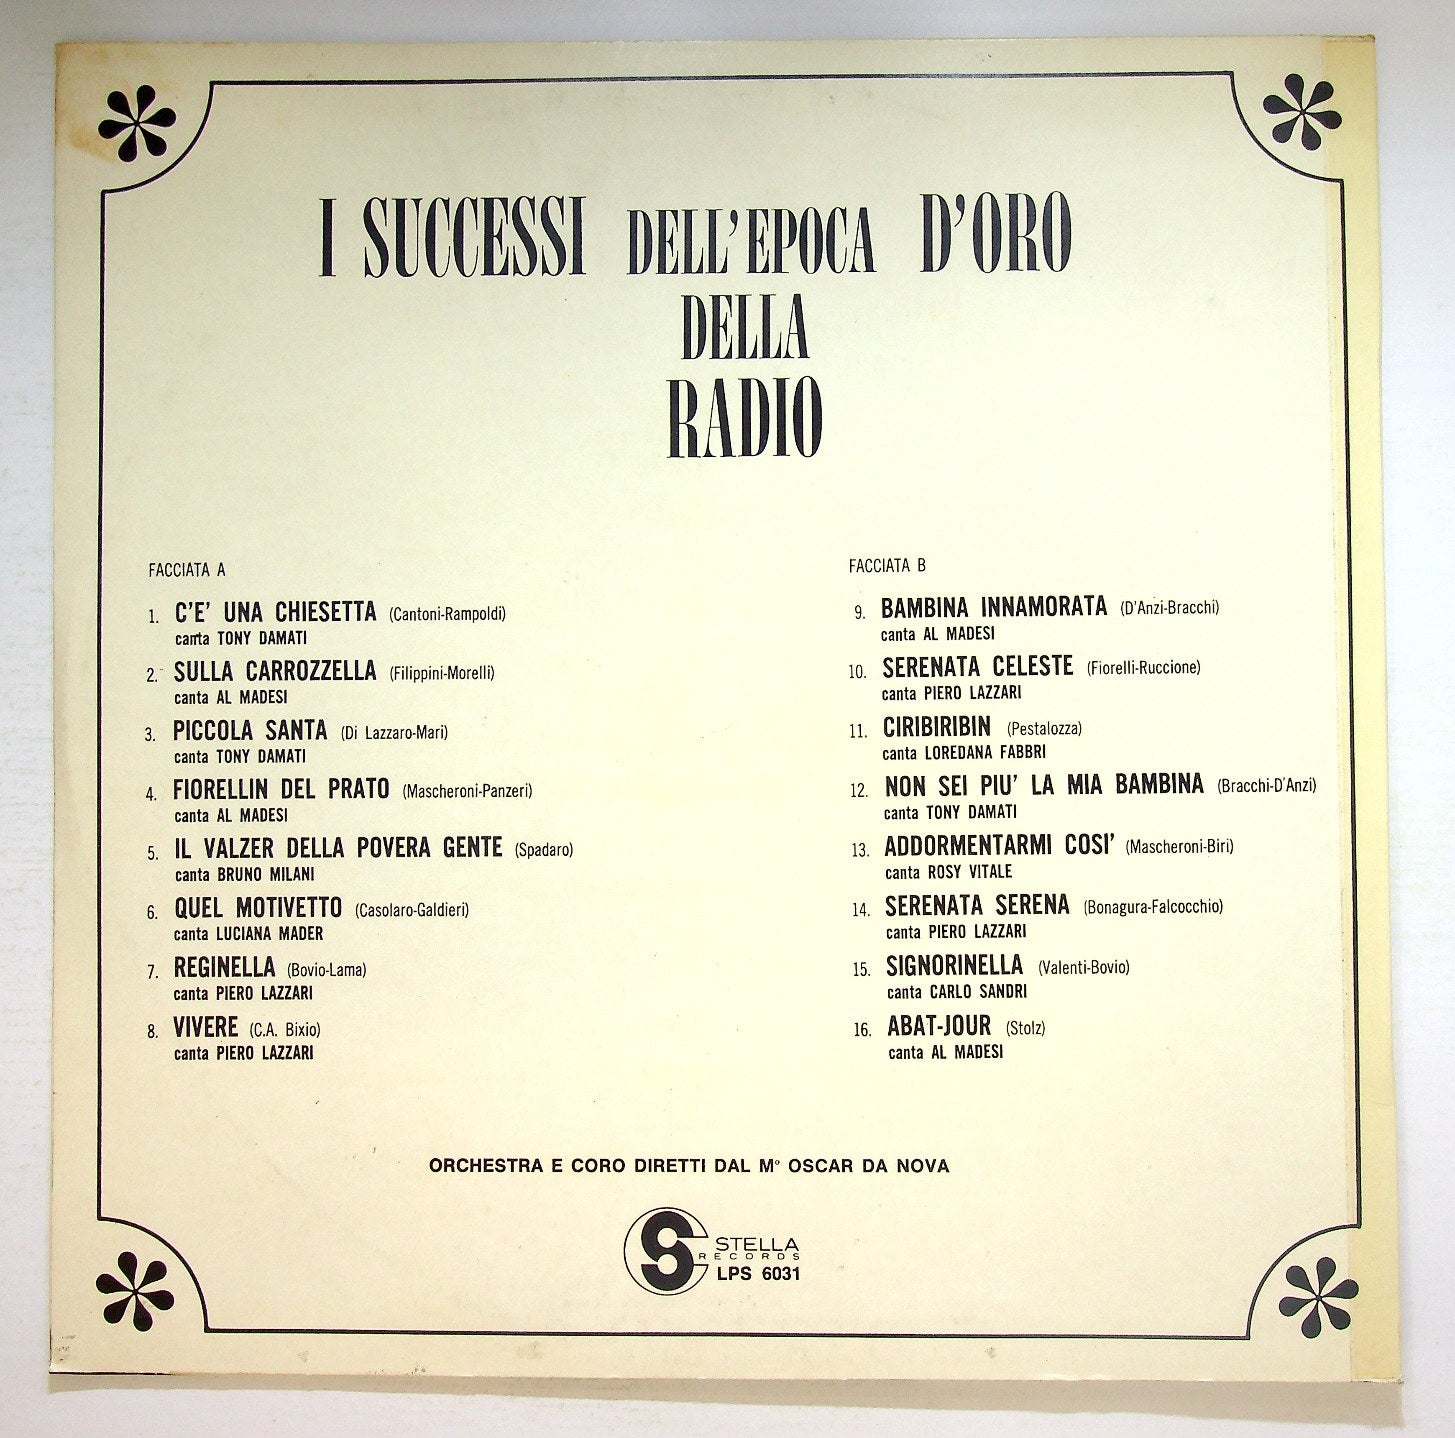 I SUCCESSI DELL'EPOCA D'ORO
DELLA
RADIO
FACCIATA A
1. C'E' UNA CHIESETTA (Cantoni-Rampoldi)
canta TONY DAMATI
2. SULLA CARROZZELLA (Filippini-Morelli)
canta AL MADESI
3. PICCOLA SANTA (Di Lazzaro-Mari)
canta TONY DAMATI
4. FIORELLIN DEL PRATO (Mascheroni-Panzeri)
canta AL MADESI
5. IL VALZER DELLA POVERA GENTE (Spadaro)
canta BRUNO MILANI
6. QUEL MOTIVETTO (Casolaro-Galdieri)
canta LUCIANA MADER
7. REGINELLA (Bovio-Lama)
canta PIERO LAZZARI
8. VIVERE (C.A. Bixio)
canta PIERO LAZZARI
FACCIATA B
9. BAMBINA INNAMORATA (D'Anzi-Bracchi)
canta AL MADESI
10. SERENATA CELESTE (Fiorelli-Ruccione)
canta PIERO LAZZARI
11. CIRIBIRIBIN (Pestalozza)
canta LOREDANA FABBRI
12. NON SEI PIU' LA MIA BAMBINA (Bracchi-D'Anzi)
canta TONY DAMATI
13. ADDORMENTARMI COSI' (Mascheroni-Biri)
canta ROSY VITALE
14. SERENATA SERENA (Bonagura-Falcocchio)
canta PIERO LAZZARI
15. SIGNORINELLA (Valenti-Bovio)
canta CARLO SANDRI
16. ABAT-JOUR (Stolz)
canta AL MADESI
ORCHESTRA E CORO DIRETTI DAL M° OSCAR DA NOVA
S STELLA
RECORDS
LPS 6031